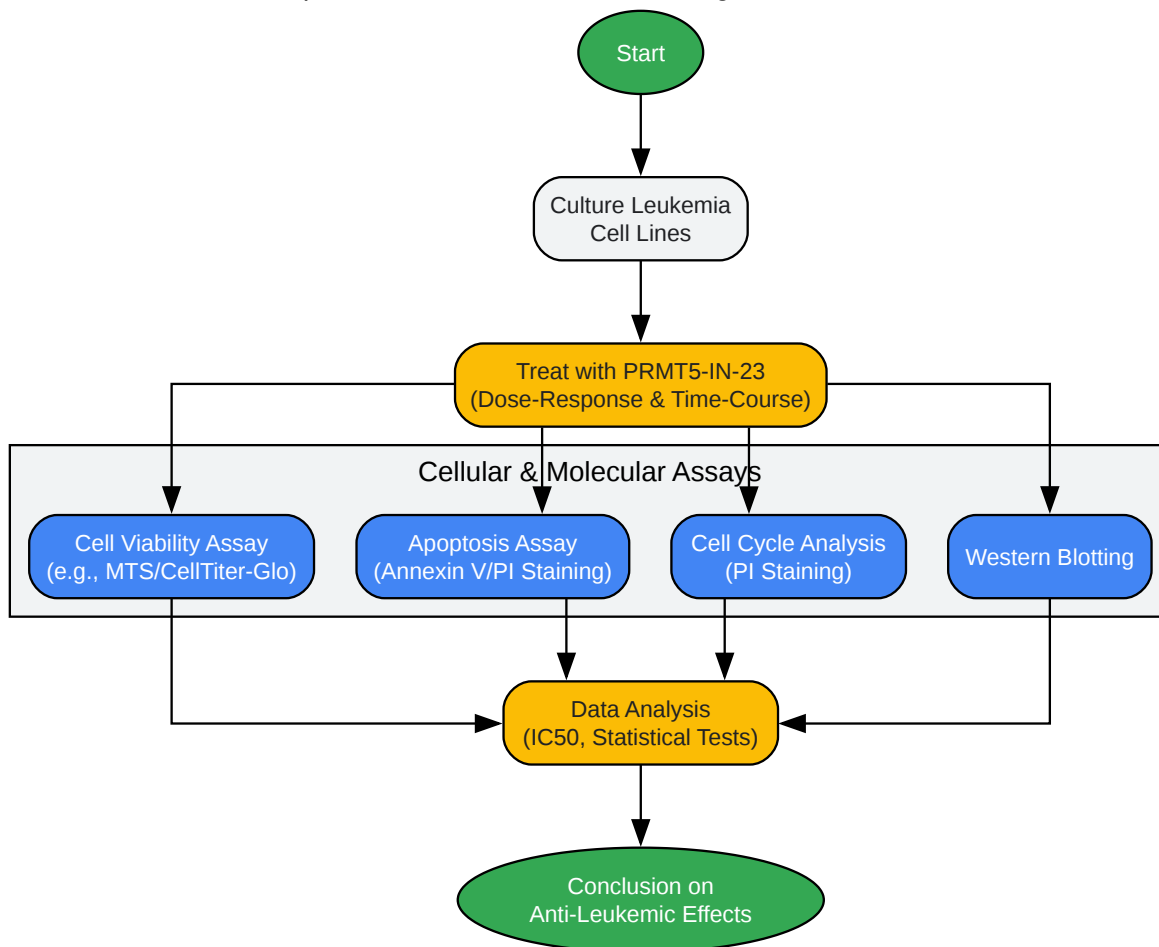 Start
Culture Leukemia
Cell Lines
Treat with PRMT5-IN-23
(Dose-Response & Time-Course)
Cellular & Molecular Assays
Cell Viability Assay
(e.g., MTS/CellTiter-Glo)
Apoptosis Assay
(Annexin V/PI Staining)
Cell Cycle Analysis
(PI Staining)
Western Blotting
Data Analysis
(IC50, Statistical Tests)
Conclusion on
Anti-Leukemic Effects